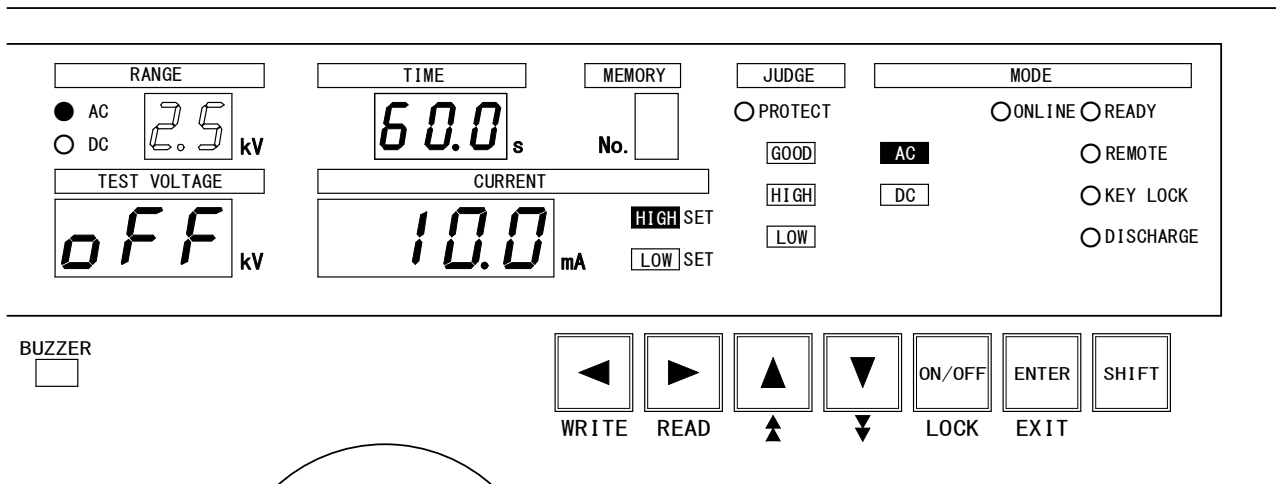 RANGE TIME MEMORY JUDGE MODE
AC 2.5 kV 60.0 s No. PROTECT ONLINE READY
DC GOOD AC REMOTE
TEST VOLTAGE CURRENT HIGH DC KEY LOCK
oFF kV 10.0 mA HIGH SET LOW DISCHARGE
LOW SET
BUZZER
ON/OFF ENTER SHIFT
WRITE READ LOCK EXIT